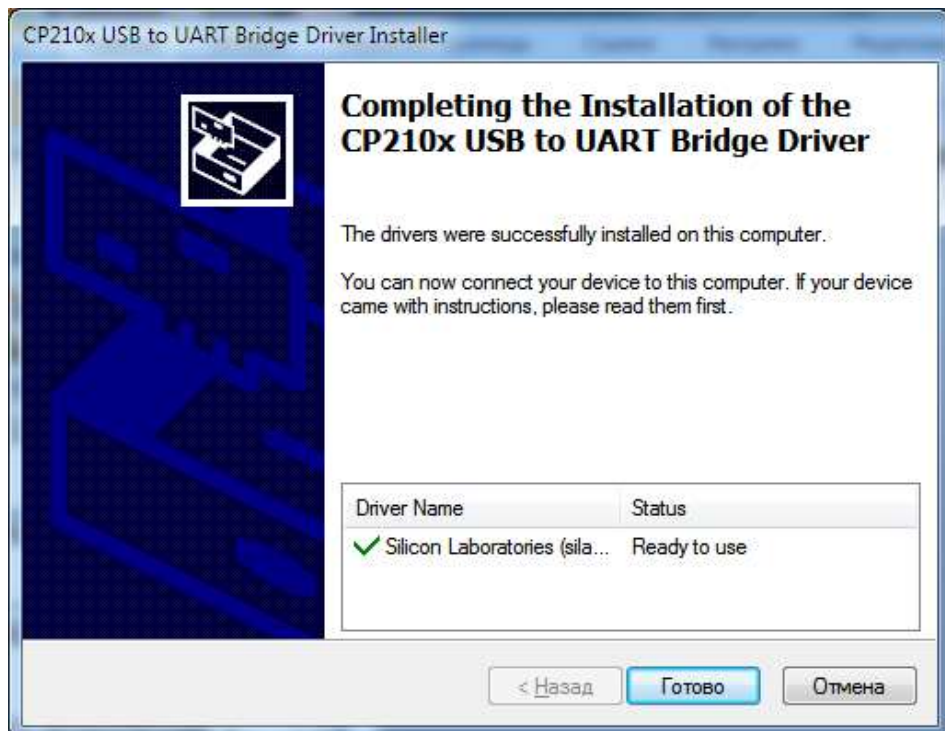 CP210x USB to UART Bridge Driver Installer
Completing the Installation of the
CP210x USB to UART Bridge Driver
The drivers were successfully installed on this computer.
You can now connect your device to this computer. If your device
came with instructions, please read them first.
Driver Name Status
Silicon Laboratories (sila... Ready to use
< Назад Готово Отмена